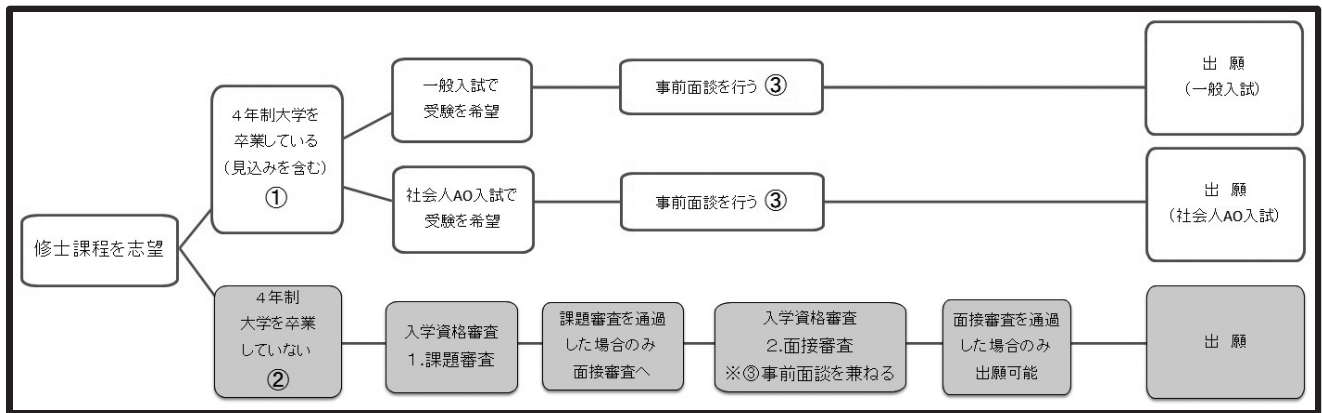 修士課程を志望
4年制大学を
卒業している
(見込みを含む)
①
一般入試で
受験を希望
事前面談を行う ③
出 願
(一般入試)
社会人AO入試で
受験を希望
事前面談を行う ③
出 願
(社会人AO入試)
4年制
大学を卒業
していない
②
入学資格審査
1.課題審査
課題審査を通過
した場合のみ
面接審査へ
入学資格審査
2.面接審査
※③事前面談を兼ねる
面接審査を通過
した場合のみ
出願可能
出 願